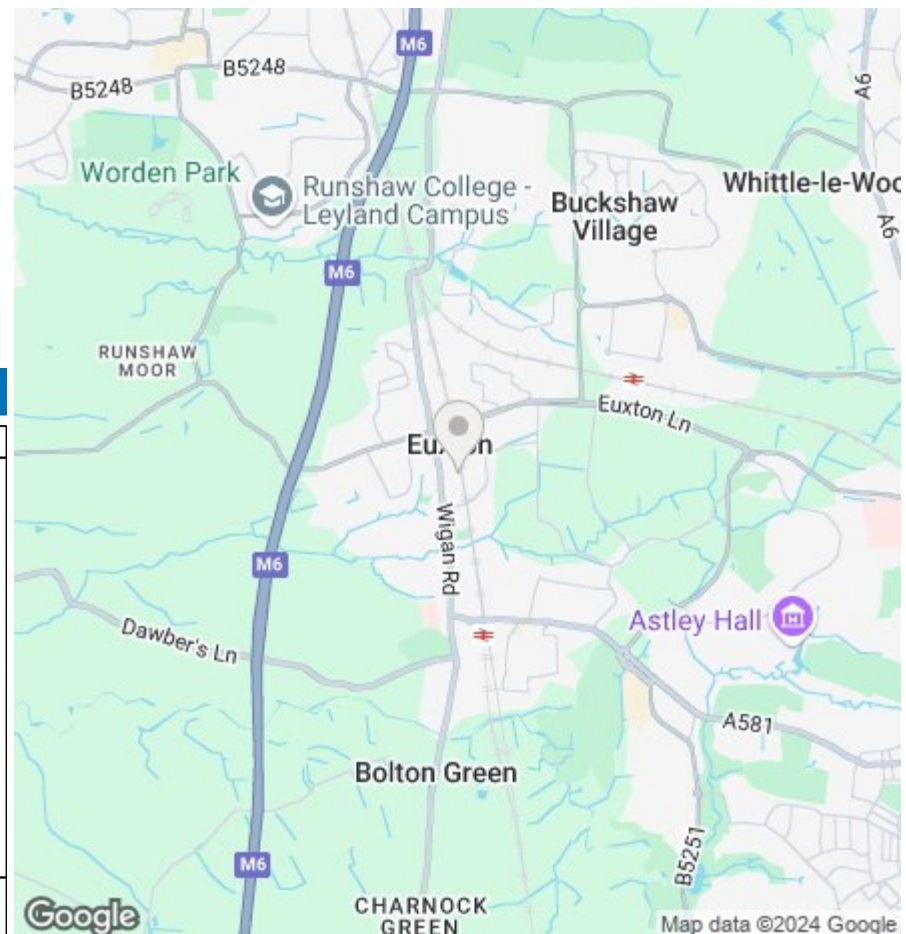 M6
B5248
B5248
A6
Worden Park
Runshaw College -
Leyland Campus
Whittle-le-Woo
Buckshaw
Village
A6
M6
RUNSHAW
MOOR
Euxton Ln
Wigan Rd
M6
Astley Hall
Dawber's Ln
A581
Bolton Green
B5251
M6
CHARNOCK
GREEN
Google
Map data ©2024 Google